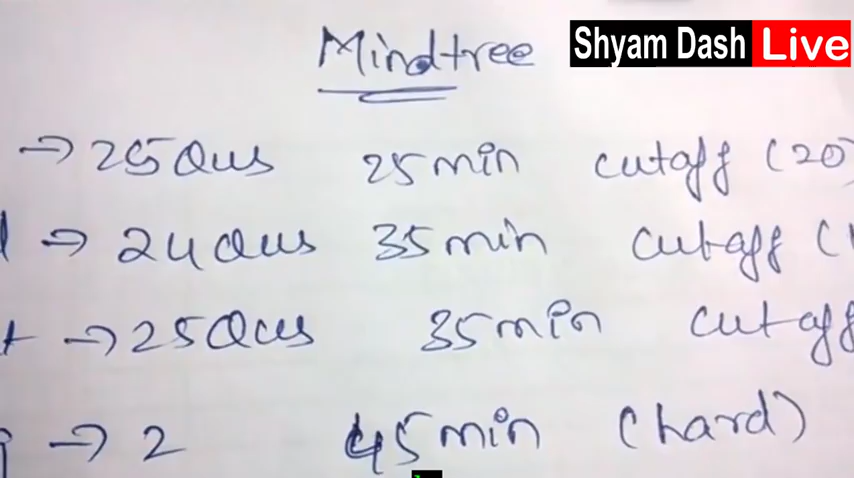 Mindtree
Shyam Dash Live
→ 25 Qus 25 min cutoff (20)
→ 24 Qus 35 min cutoff (
→ 25 Qus 35 min cutoff
→ 2 45 min (hard)